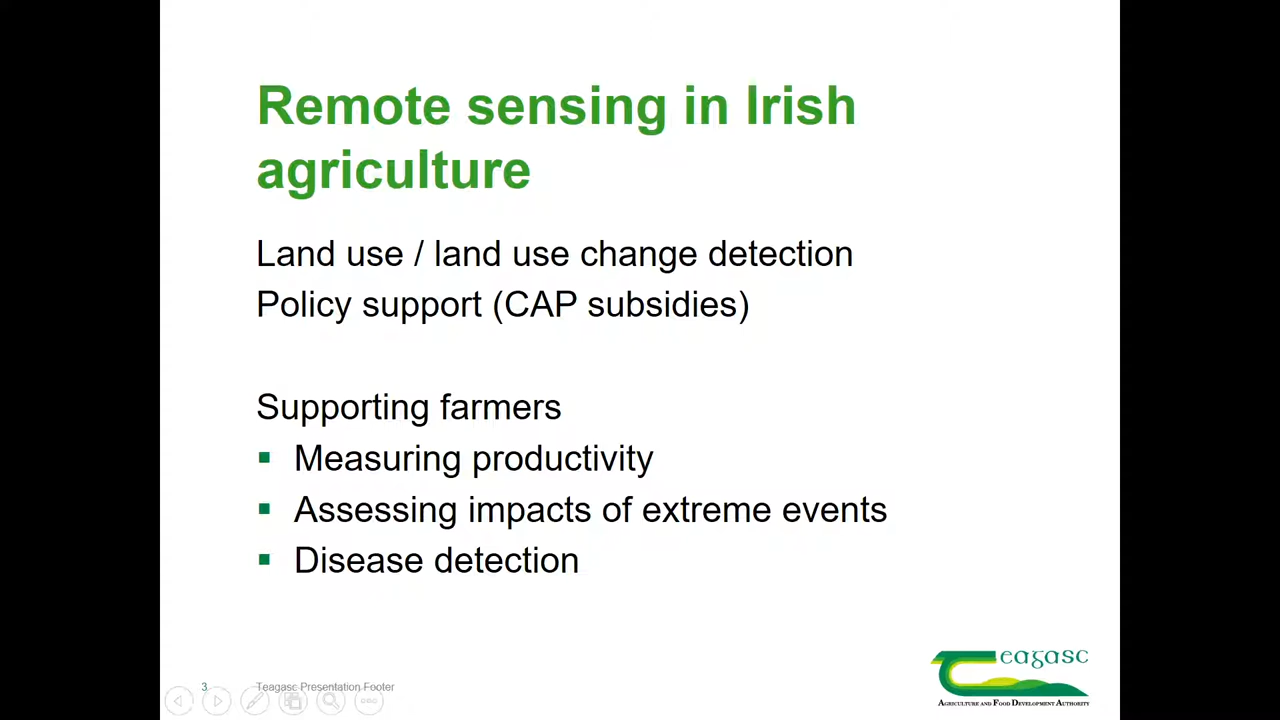 Remote sensing in Irish
agriculture
Land use / land use change detection
Policy support (CAP subsidies)
Supporting farmers
▪ Measuring productivity
▪ Assessing impacts of extreme events
▪ Disease detection
3 Teagasc Presentation Footer
Teagasc
AGRICULTURE AND FOOD DEVELOPMENT AUTHORITY